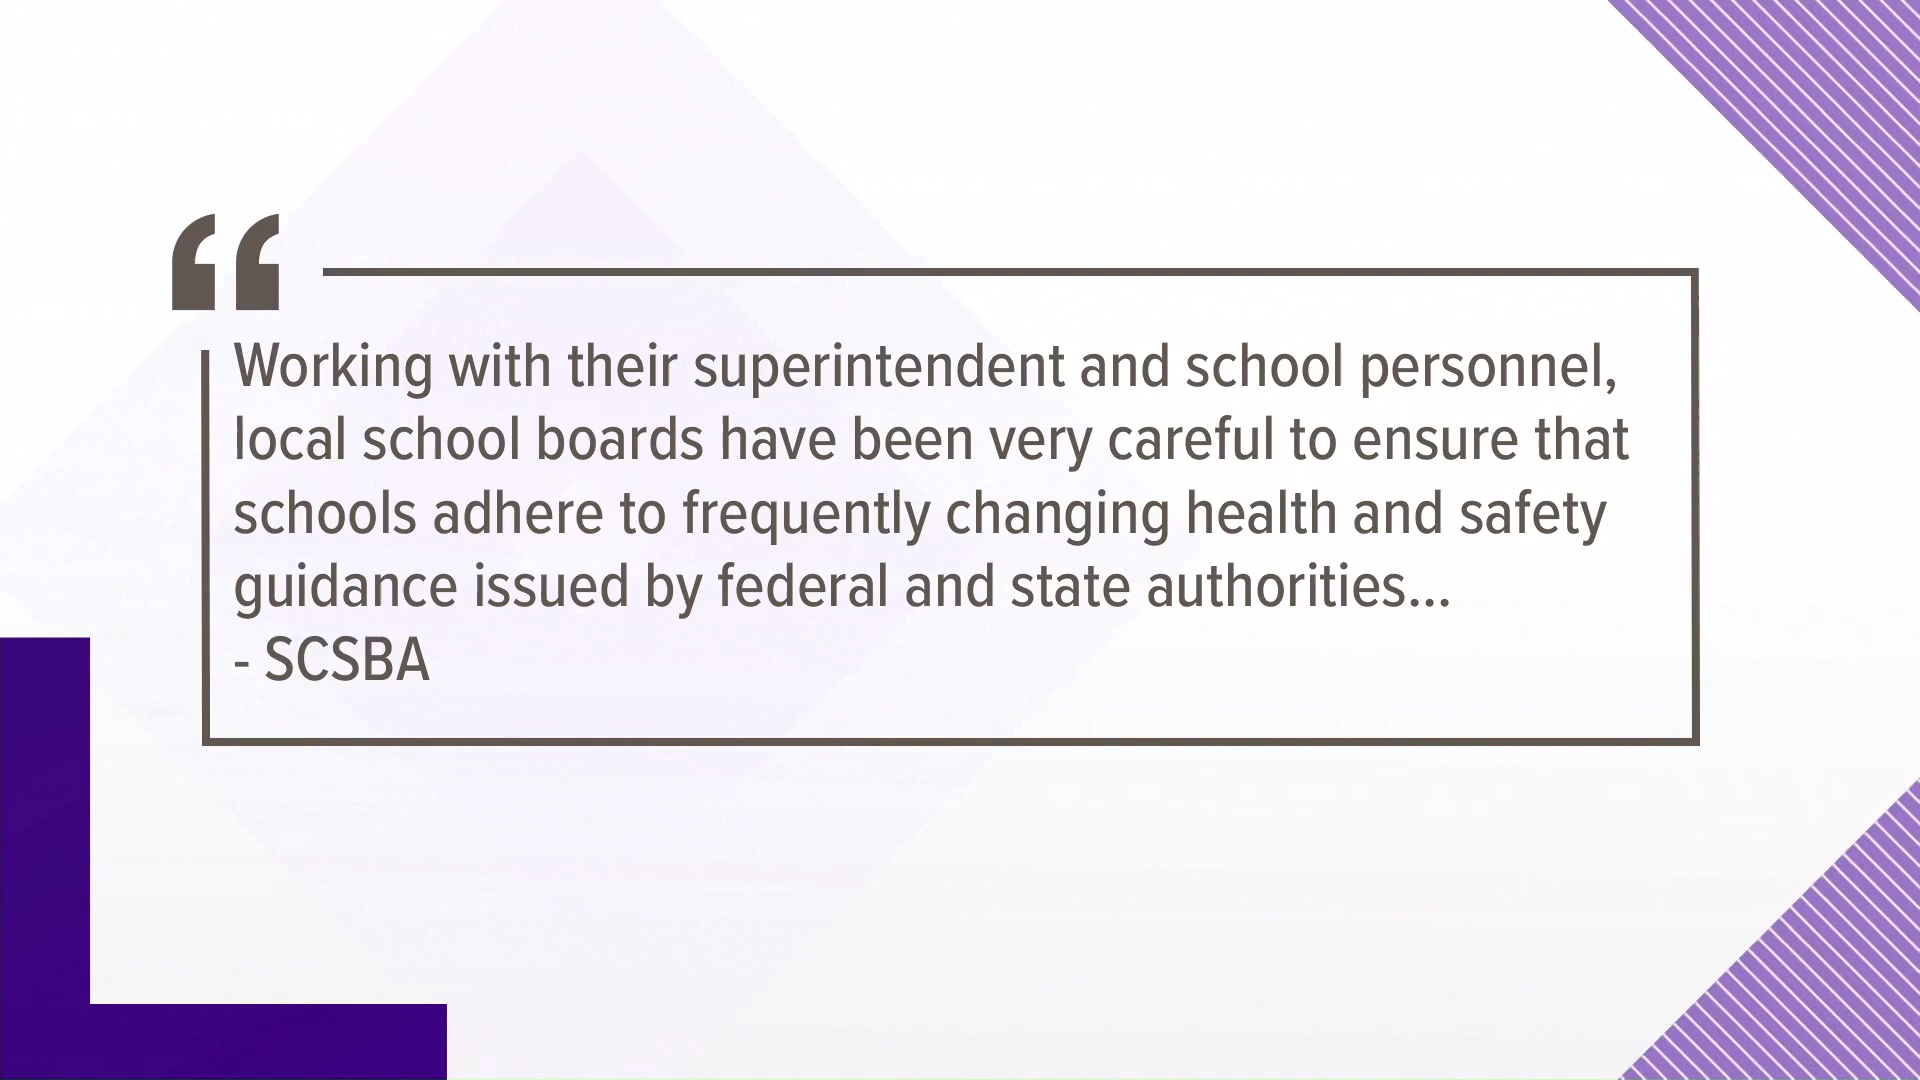 “
Working with their superintendent and school personnel,
local school boards have been very careful to ensure that
schools adhere to frequently changing health and safety
guidance issued by federal and state authorities...
- SCSBA